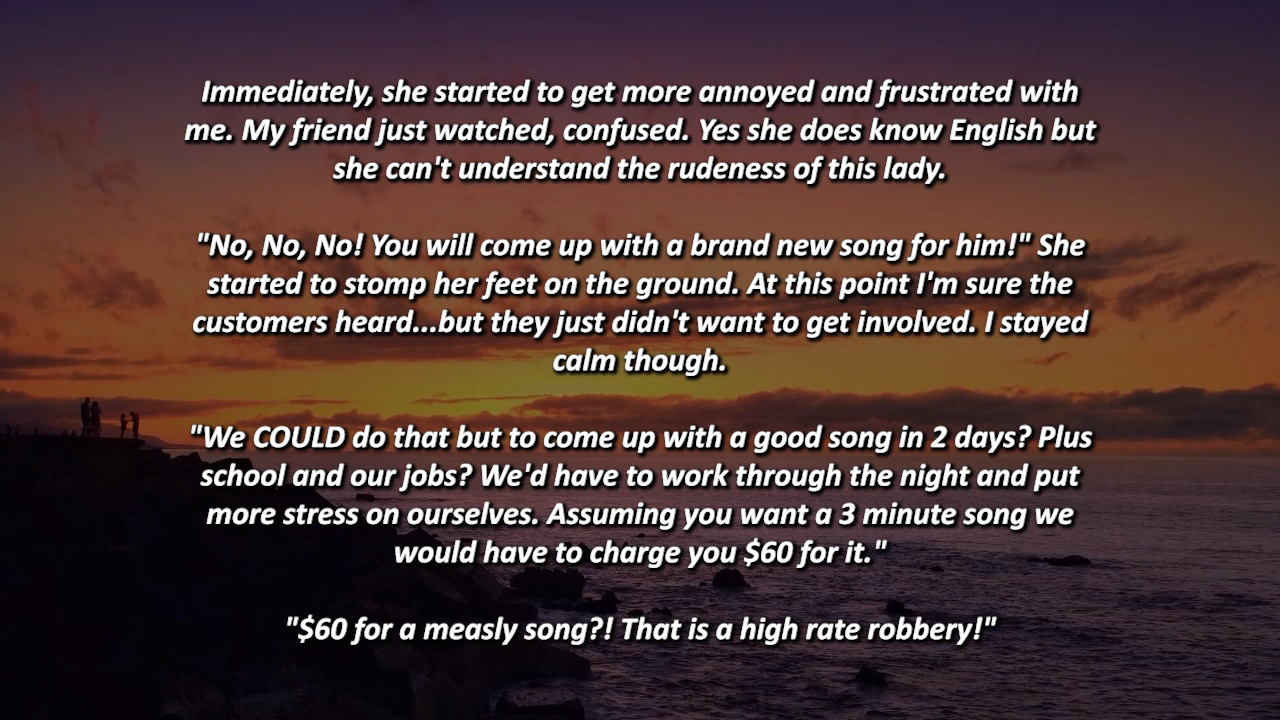 Immediately, she started to get more annoyed and frustrated with
me. My friend just watched, confused. Yes she does know English but
she can't understand the rudeness of this lady.
"No, No, No! You will come up with a brand new song for him!" She
started to stomp her feet on the ground. At this point I'm sure the
customers heard...but they just didn't want to get involved. I stayed
calm though.
"We COULD do that but to come up with a good song in 2 days? Plus
school and our jobs? We'd have to work through the night and put
more stress on ourselves. Assuming you want a 3 minute song we
would have to charge you $60 for it."
"$60 for a measly song?! That is a high rate robbery!"